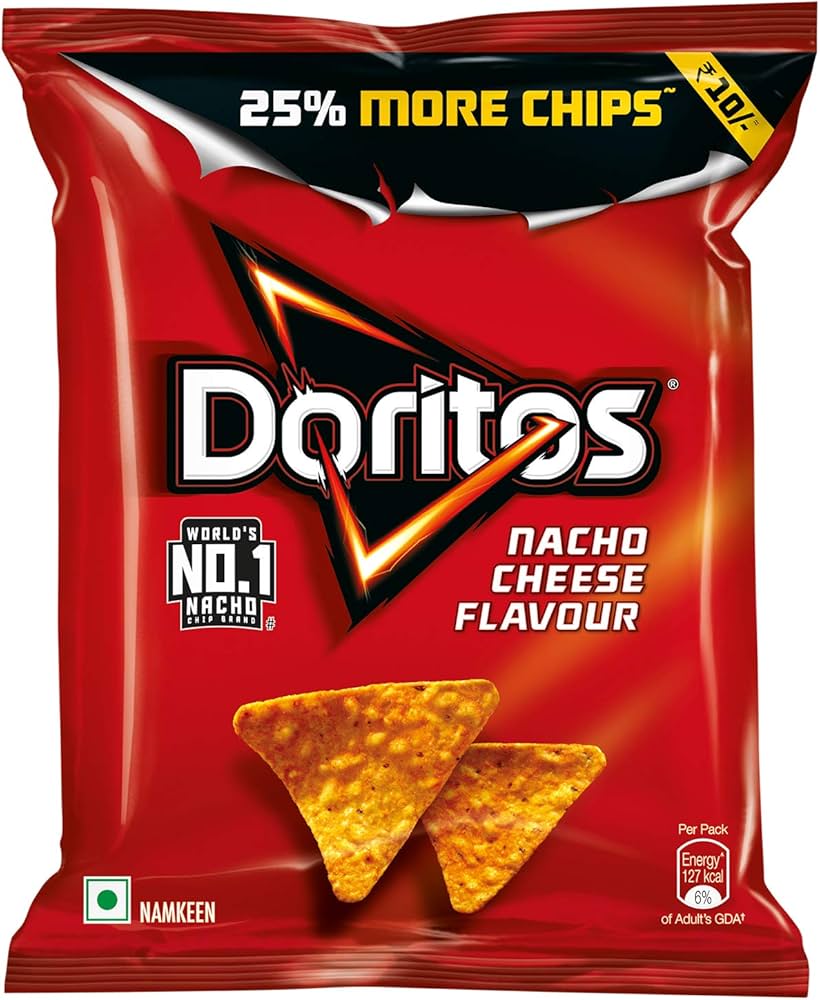 25% MORE CHIPS~
₹10/-
Doritos®
WORLD'S
NO.1
NACHO
CHIP BRAND#
NACHO
CHEESE
FLAVOUR
Per Pack
Energy^
127 kcal
6%
of Adult's GDA†
NAMKEEN